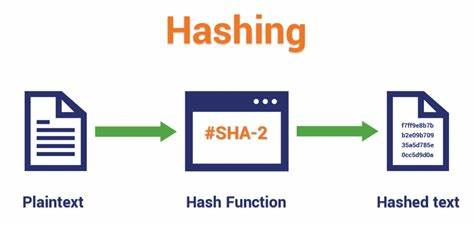 Hashing
#SHA-2
f7ff9e8b7b
b2e09b709
35a5d785e
0cc5d9d0a
Plaintext
Hash Function
Hashed text